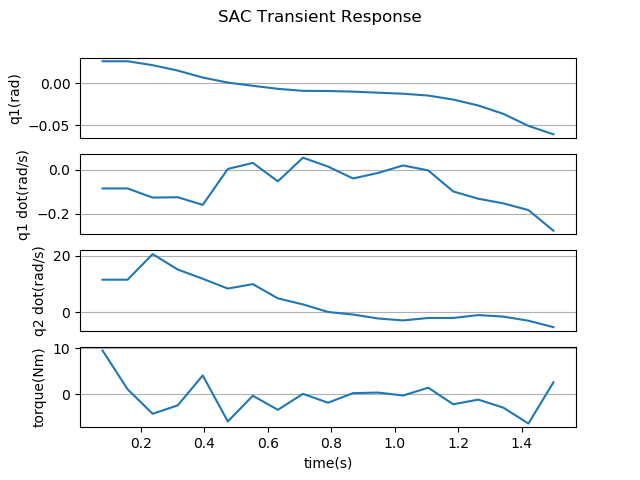 SAC Transient Response
q1(rad)
0.00
−0.05
q1 dot(rad/s)
0.0
−0.2
q2 dot(rad/s)
20
0
torque(Nm)
10
0
0.2 0.4 0.6 0.8 1.0 1.2 1.4
time(s)